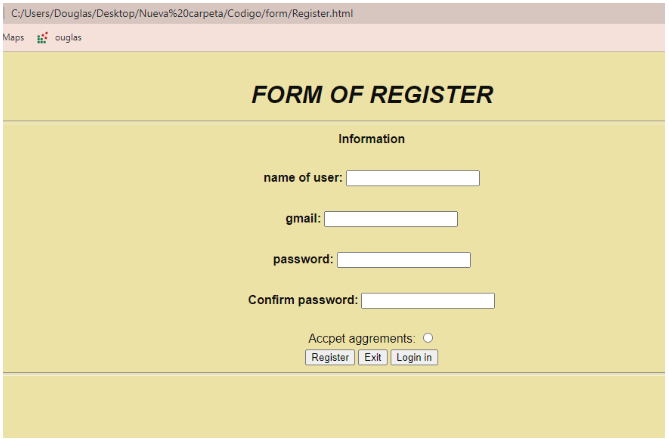 C:/Users/Douglas/Desktop/Nueva%20carpeta/Codigo/form/Register.html
Maps ouglas
FORM OF REGISTER
Information
name of user:
gmail:
password:
Confirm password:
Accpet aggrements:
Register Exit Login in